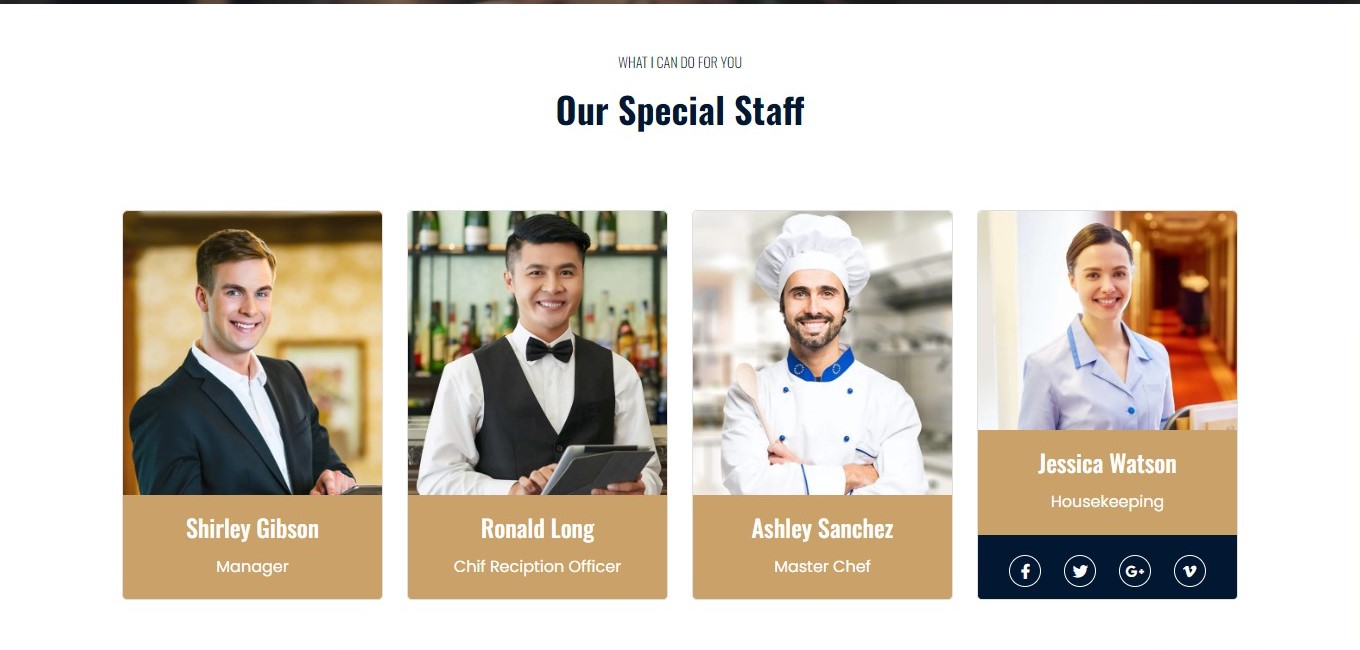 WHAT I CAN DO FOR YOU
Our Special Staff
Shirley Gibson
Manager
Ronald Long
Chif Reciption Officer
Ashley Sanchez
Master Chef
Jessica Watson
Housekeeping